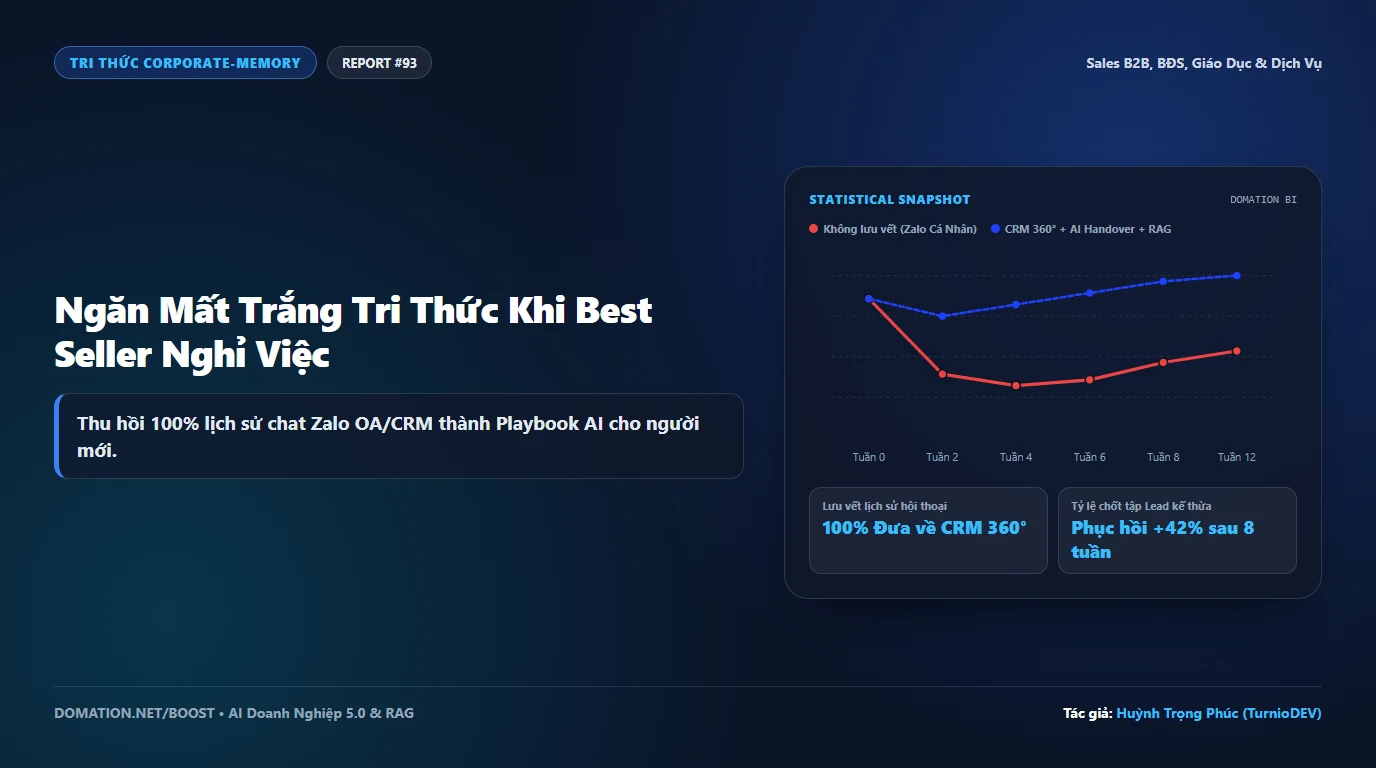 TRI THỨC CORPORATE-MEMORY
REPORT #93
Sales B2B, BĐS, Giáo Dục & Dịch Vụ
Ngăn Mất Trắng Tri Thức Khi Best
Seller Nghỉ Việc
Thu hồi 100% lịch sử chat Zalo OA/CRM thành Playbook AI cho người
mới.
STATISTICAL SNAPSHOT
DOMATION BI
Không lưu vết (Zalo Cá Nhân)
CRM 360° + AI Handover + RAG
Tuần 0
Tuần 2
Tuần 4
Tuần 6
Tuần 8
Tuần 12
Lưu vết lịch sử hội thoại
100% Đưa về CRM 360°
Tỷ lệ chốt tập Lead kế thừa
Phục hồi +42% sau 8
tuần
DOMATION.NET/BOOST • AI Doanh Nghiệp 5.0 & RAG
Tác giả: Huỳnh Trọng Phúc (TurnioDEV)